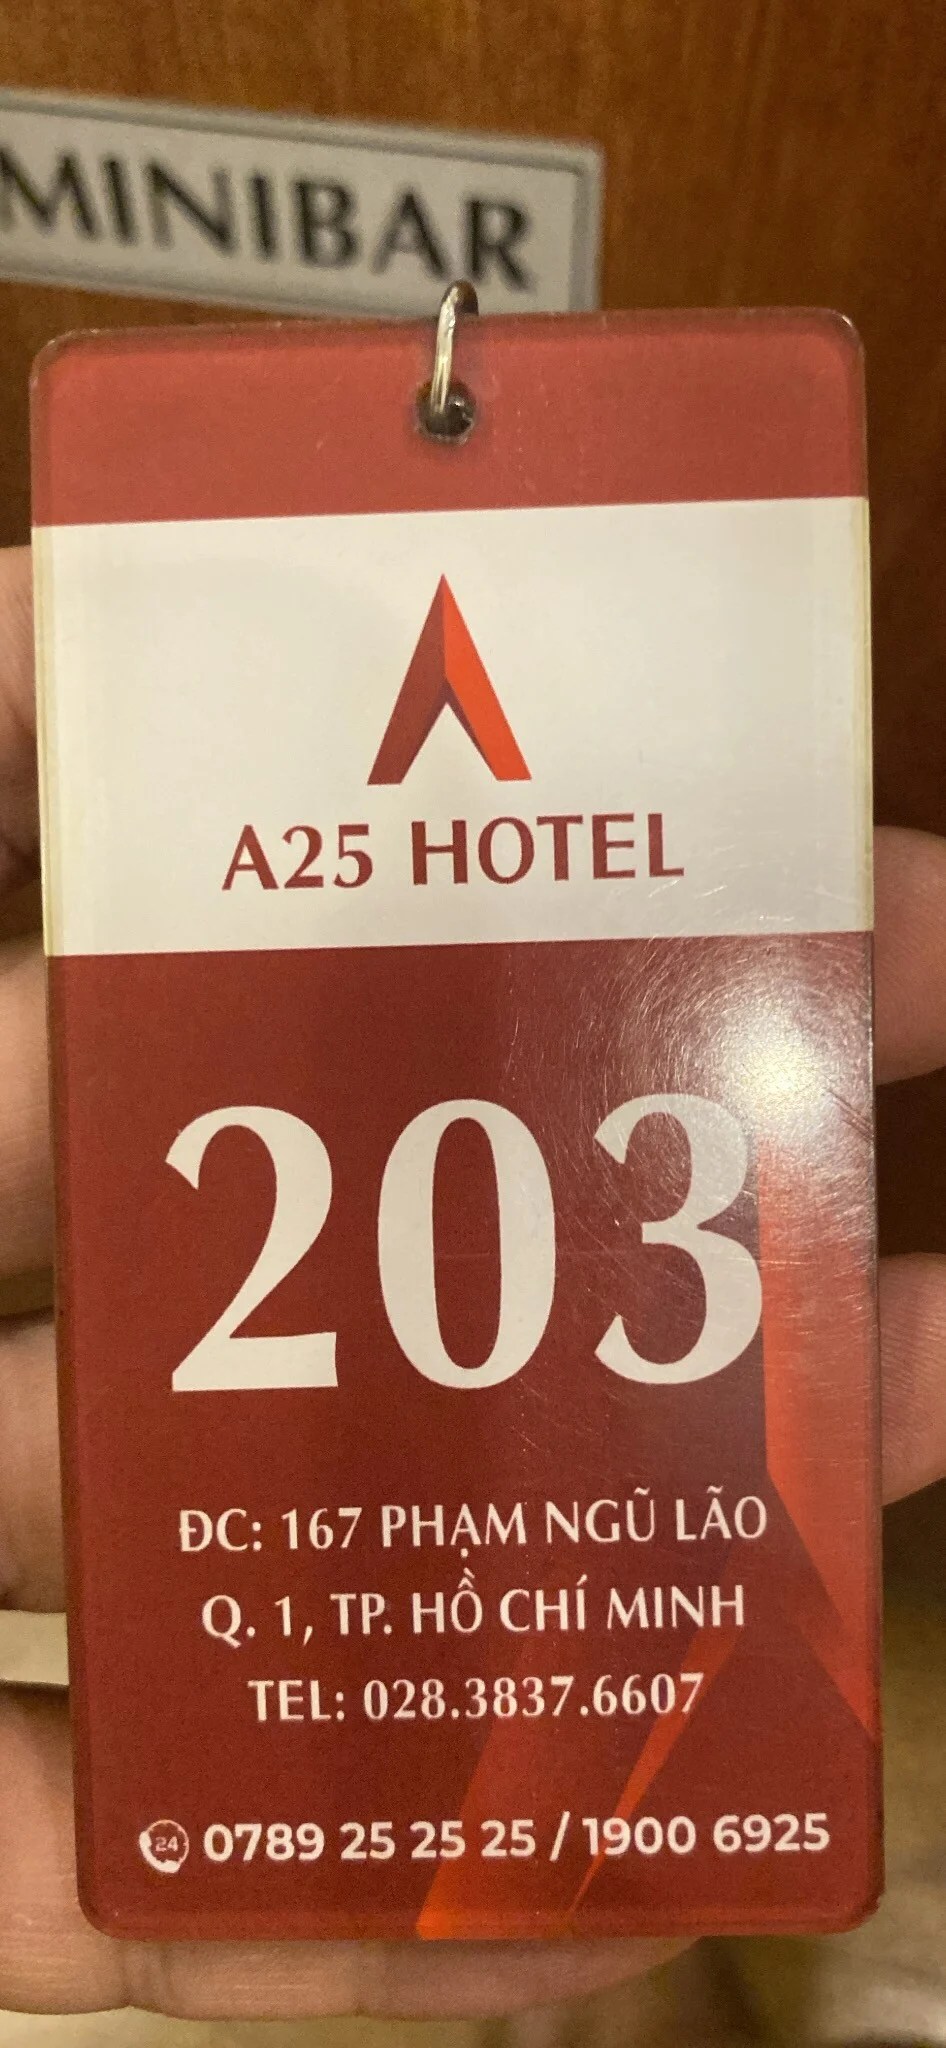 MINIBAR
A25 HOTEL
203
ĐC: 167 PHẠM NGŨ LÃO
Q. 1, TP. HỒ CHÍ MINH
TEL: 028.3837.6607
24 0789 25 25 25 / 1900 6925